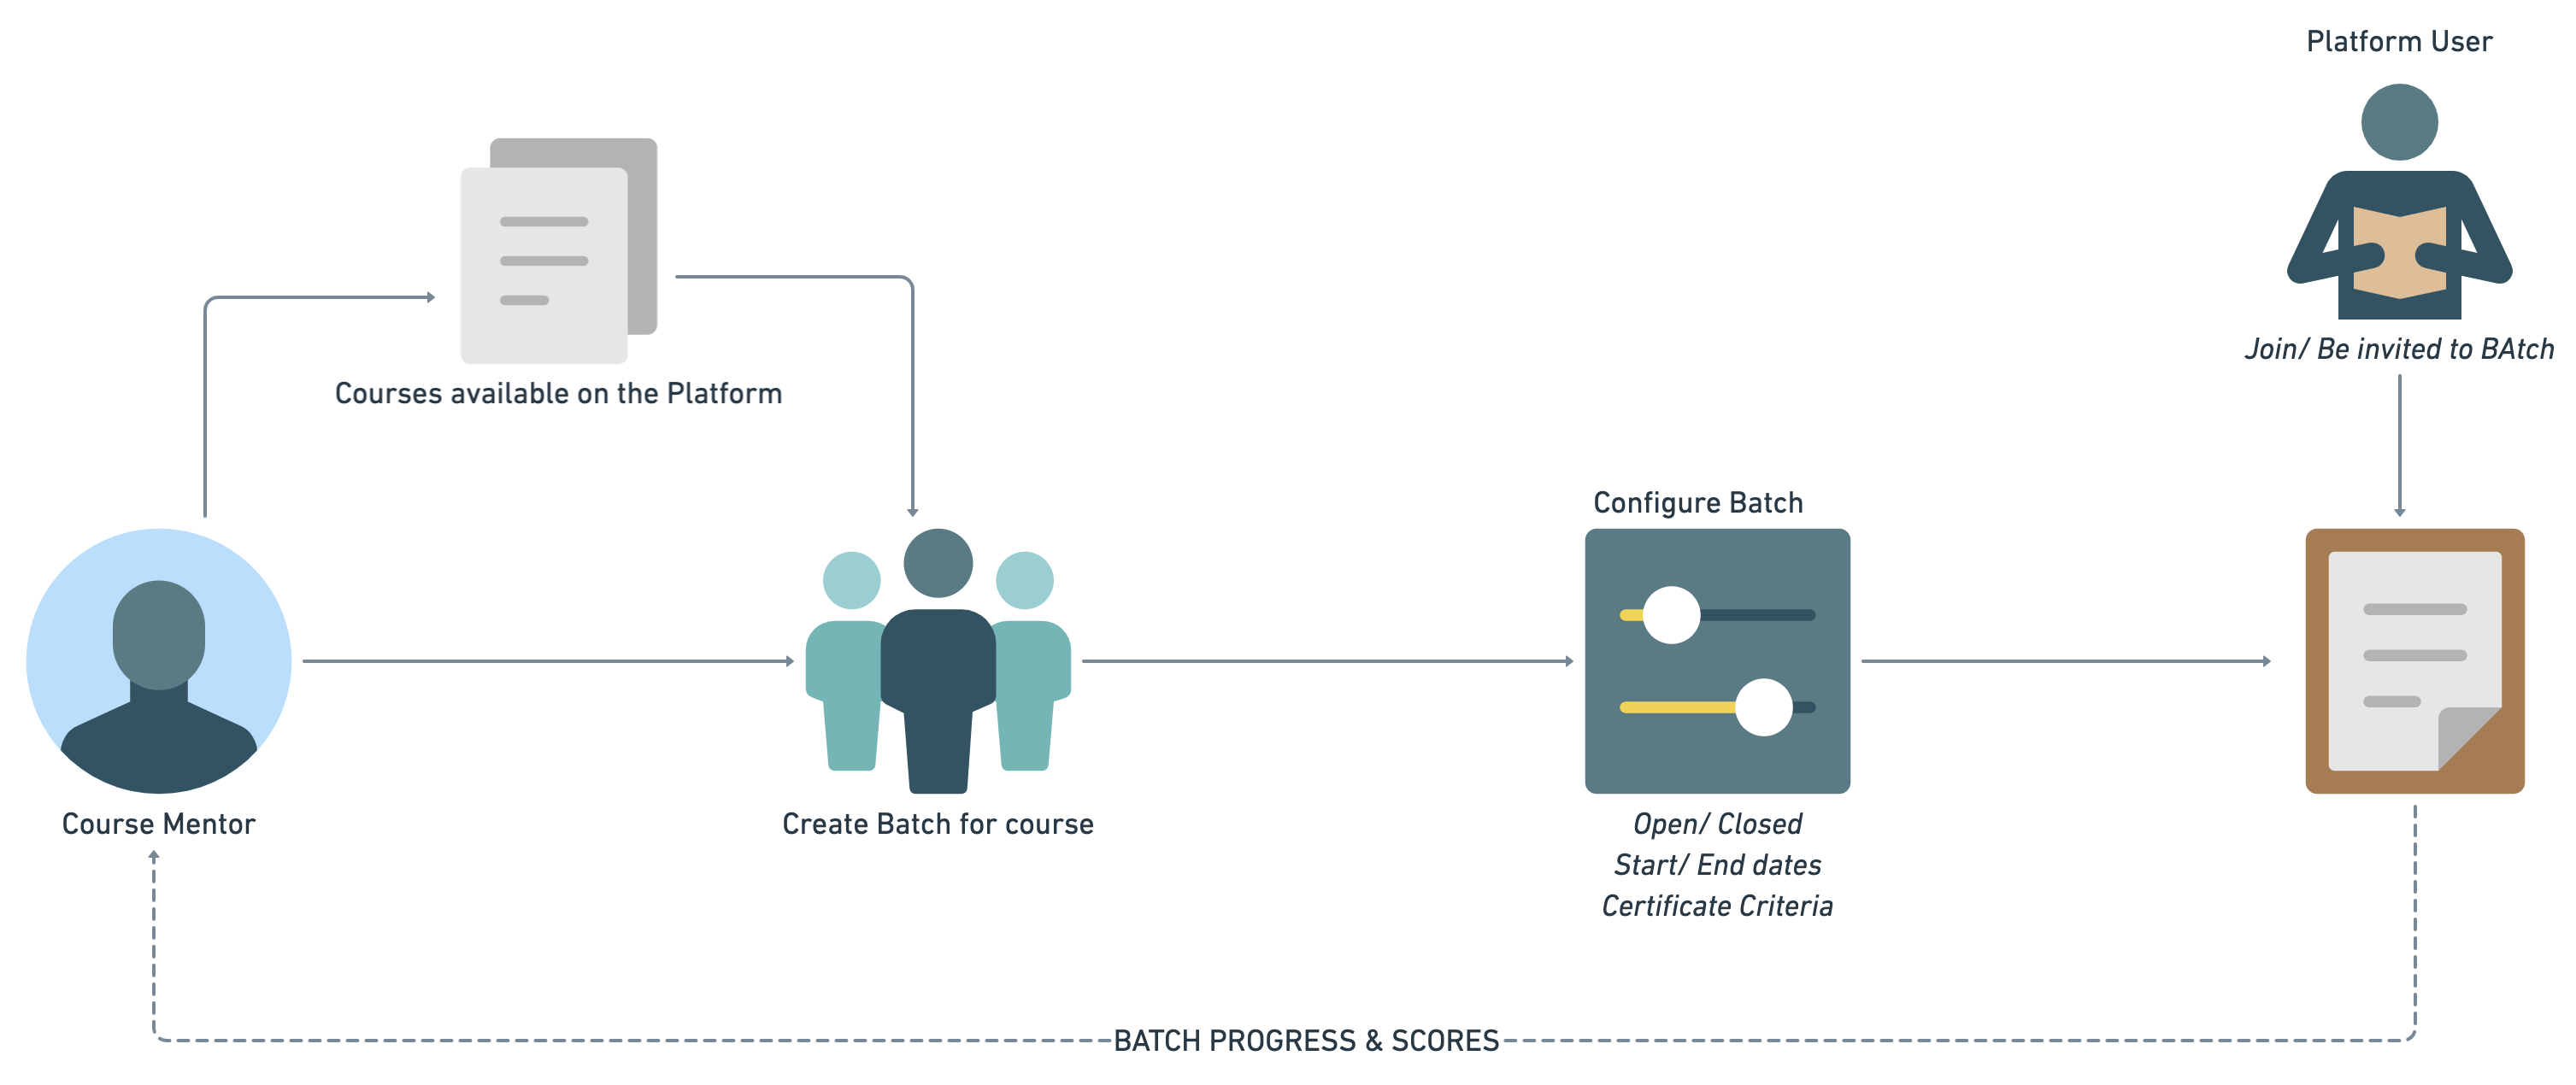 Platform User
Courses available on the Platform
Join/ Be invited to BAtch
Configure Batch
Course Mentor
Create Batch for course
Open/ Closed
Start/ End dates
Certificate Criteria
BATCH PROGRESS & SCORES